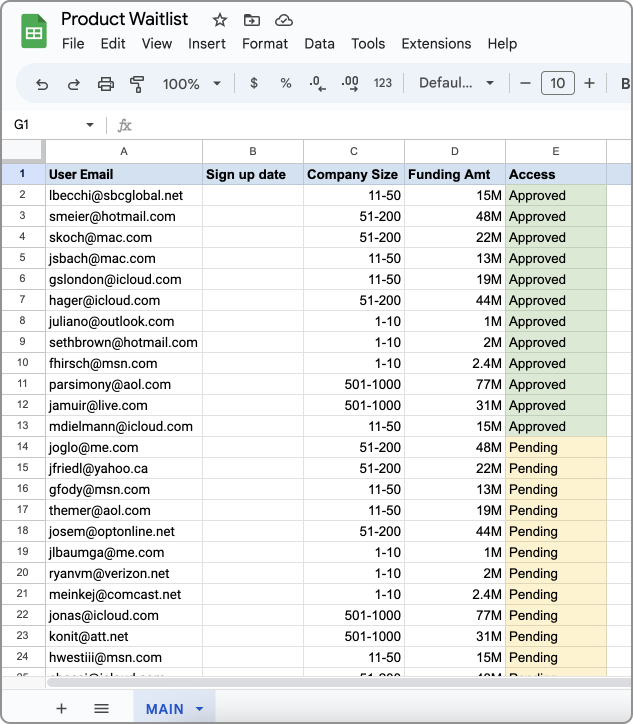 Product Waitlist
File Edit View Insert Format Data Tools Extensions Help
100% $ % .0 .00 123 Defaul... 10 B
G1 fx
A B C D E
1 User Email Sign up date Company Size Funding Amt Access
2 lbecchi@sbcglobal.net 11-50 15M Approved
3 smeier@hotmail.com 51-200 48M Approved
4 skoch@mac.com 51-200 22M Approved
5 jsbach@mac.com 11-50 13M Approved
6 gslondon@icloud.com 11-50 19M Approved
7 hager@icloud.com 51-200 44M Approved
8 juliano@outlook.com 1-10 1M Approved
9 sethbrown@hotmail.com 1-10 2M Approved
10 fhirsch@msn.com 1-10 2.4M Approved
11 parsimony@aol.com 501-1000 77M Approved
12 jamuir@live.com 501-1000 31M Approved
13 mdielmann@icloud.com 11-50 15M Approved
14 joglo@me.com 51-200 48M Pending
15 jfriedl@yahoo.ca 51-200 22M Pending
16 gfody@msn.com 11-50 13M Pending
17 themer@aol.com 11-50 19M Pending
18 josem@optonline.net 51-200 44M Pending
19 jlbaumga@me.com 1-10 1M Pending
20 ryanvm@verizon.net 1-10 2M Pending
21 meinkej@comcast.net 1-10 2.4M Pending
22 jonas@icloud.com 501-1000 77M Pending
23 konit@att.net 501-1000 31M Pending
24 hwestiii@msn.com 11-50 15M Pending
MAIN